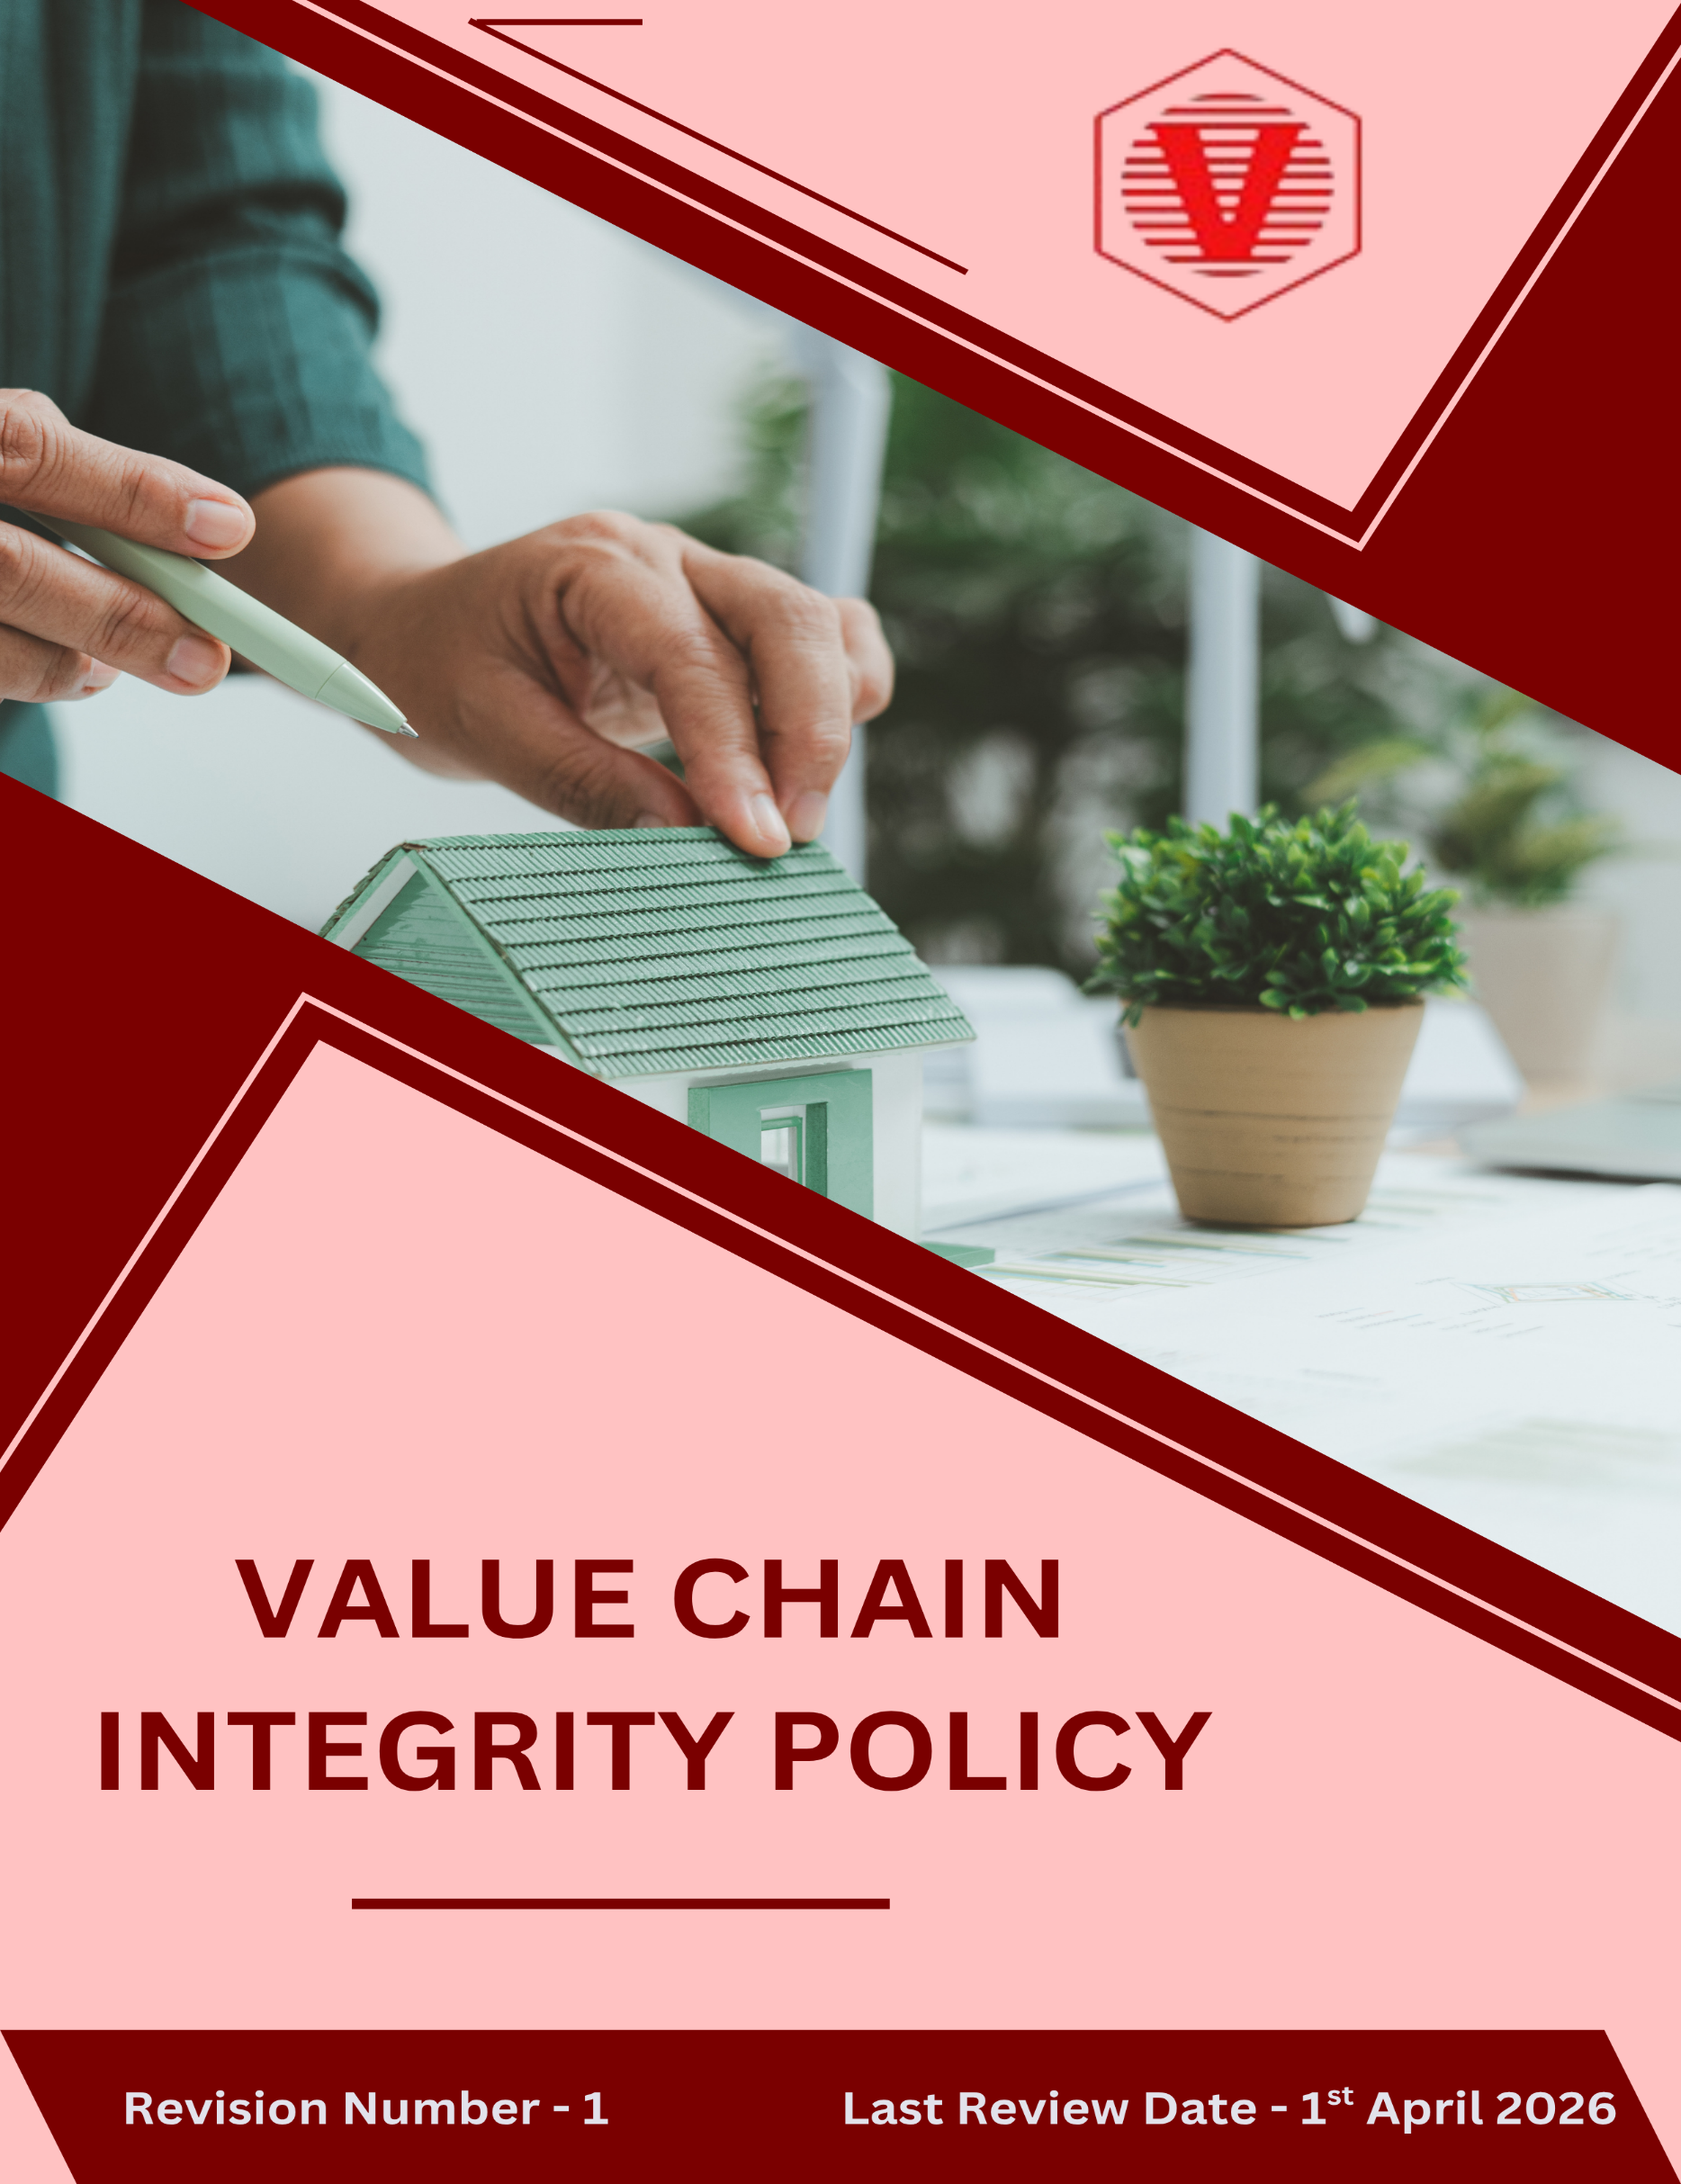 V
VALUE CHAIN
INTEGRITY POLICY
Revision Number - 1
Last Review Date - 1st April 2026